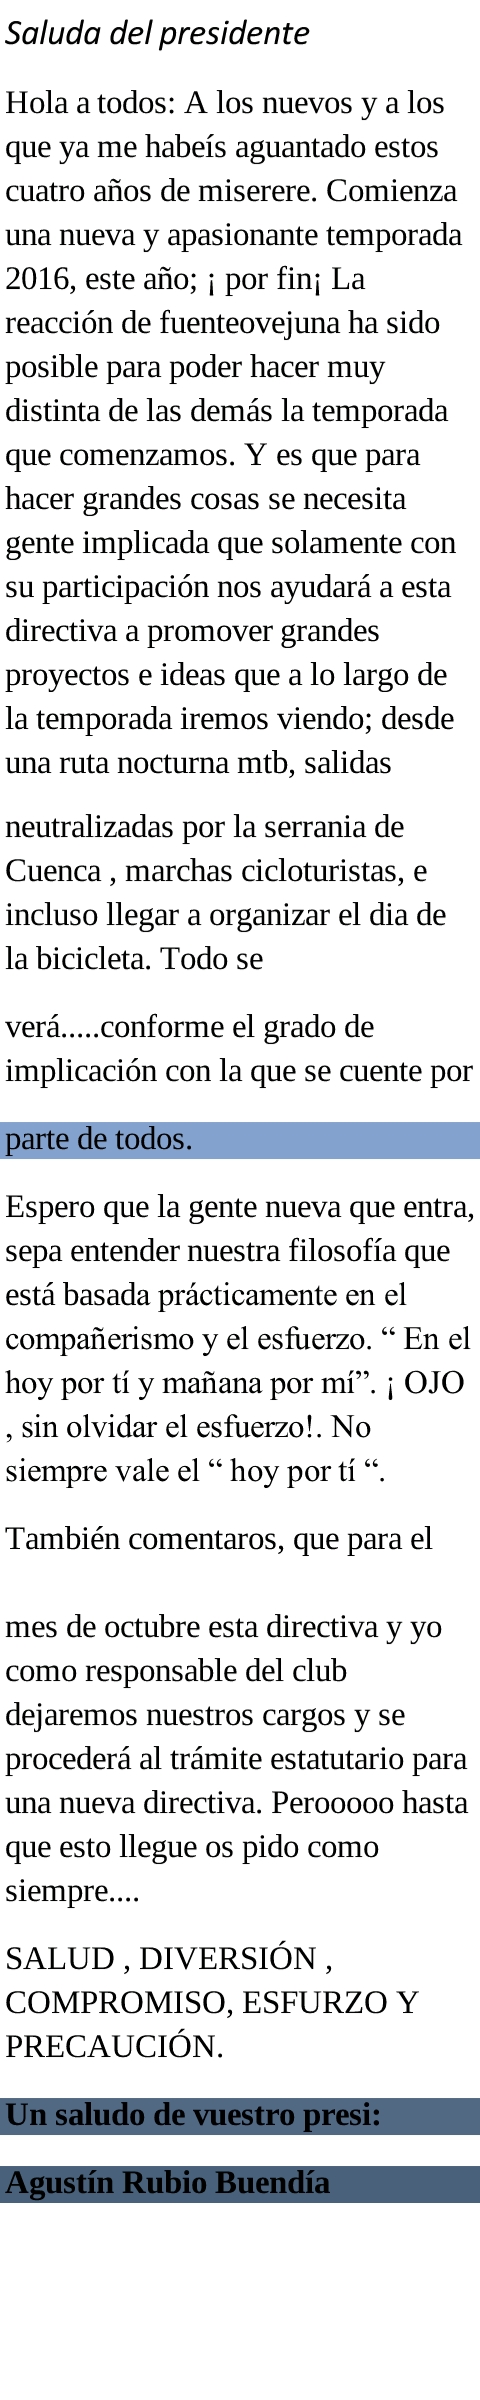 Saluda del presidente
Hola a todos: A los nuevos y a los
que ya me habeís aguantado estos
cuatro años de miserere. Comienza
una nueva y apasionante temporada
2016, este año; ¡ por fin¡ La
reacción de fuenteovejuna ha sido
posible para poder hacer muy
distinta de las demás la temporada
que comenzamos. Y es que para
hacer grandes cosas se necesita
gente implicada que solamente con
su participación nos ayudará a esta
directiva a promover grandes
proyectos e ideas que a lo largo de
la temporada iremos viendo; desde
una ruta nocturna mtb, salidas
neutralizadas por la serrania de
Cuenca , marchas cicloturistas, e
incluso llegar a organizar el dia de
la bicicleta. Todo se
verá.....conforme el grado de
implicación con la que se cuente por
parte de todos.
Espero que la gente nueva que entra,
sepa entender nuestra filosofía que
está basada prácticamente en el
compañerismo y el esfuerzo. “ En el
hoy por tí y mañana por mí”. ¡ OJO
, sin olvidar el esfuerzo!. No
siempre vale el “ hoy por tí “.
También comentaros, que para el
mes de octubre esta directiva y yo
como responsable del club
dejaremos nuestros cargos y se
procederá al trámite estatutario para
una nueva directiva. Perooooo hasta
que esto llegue os pido como
siempre....
SALUD , DIVERSIÓN ,
COMPROMISO, ESFURZO Y
PRECAUCIÓN.
Un saludo de vuestro presi:
Agustín Rubio Buendía